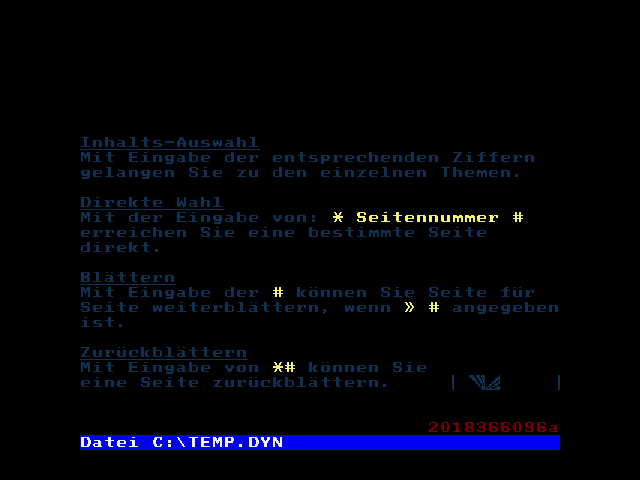 Inhalts-Auswahl
Mit Eingabe der entsprechenden Ziffern
gelangen Sie zu den einzelnen Themen.
Direkte Wahl
Mit der Eingabe von: * Seitennummer #
erreichen Sie eine bestimmte Seite
direkt.
Blättern
Mit Eingabe der # können Sie Seite für
Seite weiterblättern, wenn » # angegeben
ist.
Zurückblättern
Mit Eingabe von *# können Sie
eine Seite zurückblättern.
2018366096a
Datei C:\TEMP.DYN